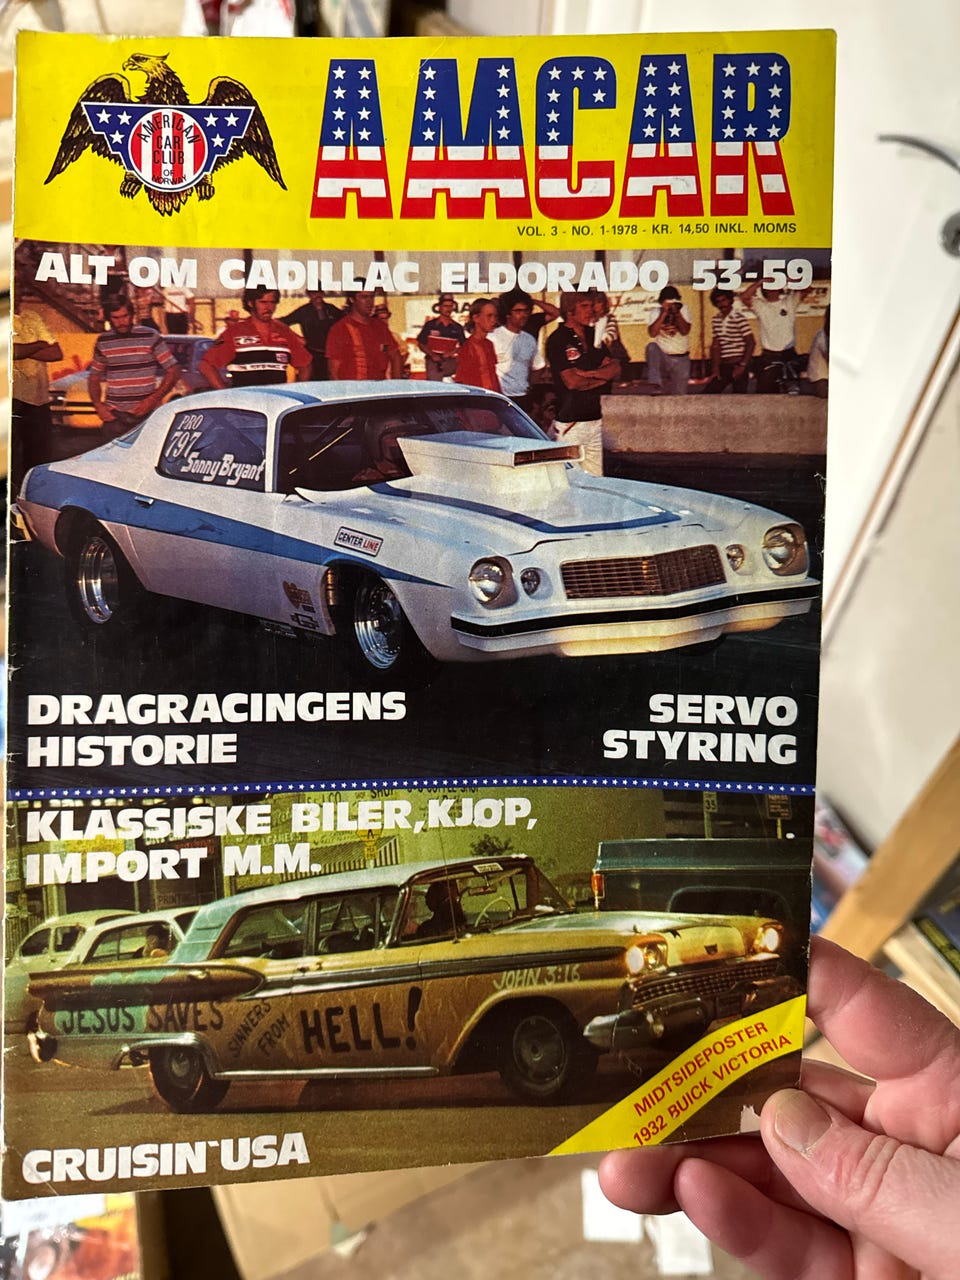 AMERICAN
CAR
CLUB
OF
NORWAY
AMCAR
VOL. 3 - NO. 1-1978 - KR. 14,50 INKL. MOMS
ALT OM CADILLAC ELDORADO 53-59
PRO
797
Sonny Bryant
CENTER LINE
DRAGRACINGENS
HISTORIE
SERVO
STYRING
KLASSISKE BILER, KJØP,
IMPORT M.M.
35
JOHN 3:16
JESUS SAVES
SINNERS
FROM
HELL!
MIDTSIDEPOSTER
1932 BUICK VICTORIA
CRUISIN`USA